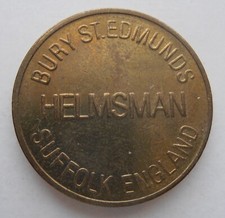 BURY ST. EDMUNDS
HELMSMAN
SUFFOLK ENGLAND